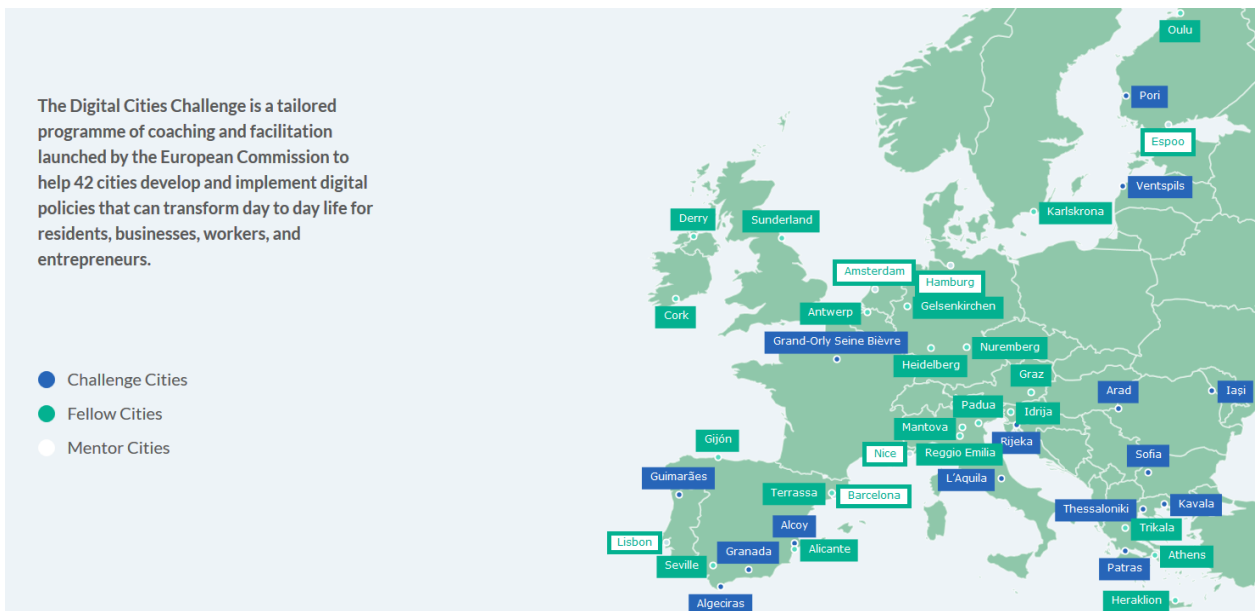 The Digital Cities Challenge is a tailored
programme of coaching and facilitation
launched by the European Commission to
help 42 cities develop and implement digital
policies that can transform day to day life for
residents, businesses, workers, and
entrepreneurs.
Challenge Cities
Fellow Cities
Mentor Cities
Oulu
Pori
Espoo
Ventspils
Karlskrona
Derry
Sunderland
Amsterdam
Hamburg
Cork
Antwerp
Gelsenkirchen
Grand-Orly Seine Bièvre
Nuremberg
Heidelberg
Graz
Arad
Iași
Padua
Idrija
Mantova
Rijeka
Gijón
Nice
Reggio Emilia
Sofia
Guimarães
L'Aquila
Terrassa
Barcelona
Thessaloniki
Kavala
Alcoy
Trikala
Lisbon
Granada
Alicante
Athens
Seville
Patras
Algeciras
Heraklion